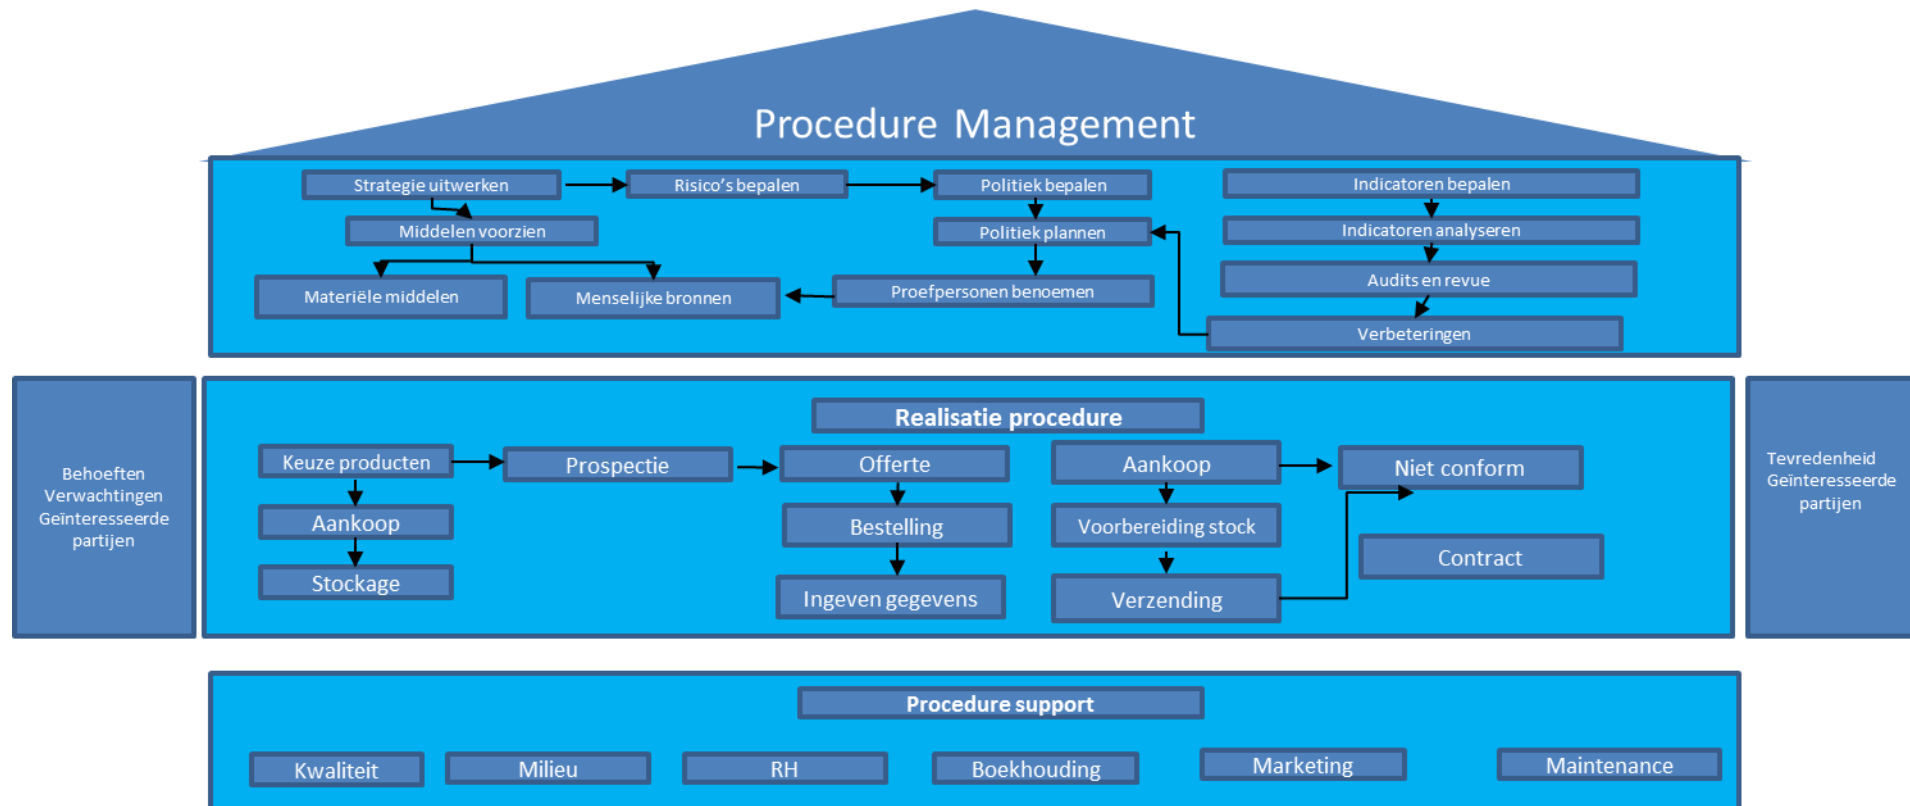 Procedure Management
Strategie uitwerken
Risico's bepalen
Politiek bepalen
Indicatoren bepalen
Middelen voorzien
Politiek plannen
Indicatoren analyseren
Materiële middelen
Menselijke bronnen
Proefpersonen benoemen
Audits en revue
Verbeteringen
Behoeften
Verwachtingen
Geïnteresseerde
partijen
Realisatie procedure
Keuze producten
Prospectie
Offerte
Aankoop
Niet conform
Aankoop
Bestelling
Voorbereiding stock
Contract
Stockage
Ingeven gegevens
Verzending
Tevredenheid
Geïnteresseerde
partijen
Procedure support
Kwaliteit
Milieu
RH
Boekhouding
Marketing
Maintenance